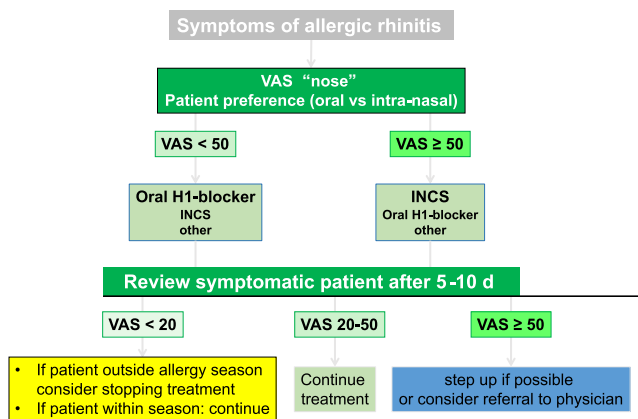 Symptoms of allergic rhinitis
VAS “nose”
Patient preference (oral vs intra-nasal)
VAS < 50
VAS ≥ 50
Oral H1-blocker
INCS
other
INCS
Oral H1-blocker
other
Review symptomatic patient after 5-10 d
VAS < 20
VAS 20-50
VAS ≥ 50
• If patient outside allergy season
consider stopping treatment
• If patient within season: continue
Continue
treatment
step up if possible
or consider referral to physician